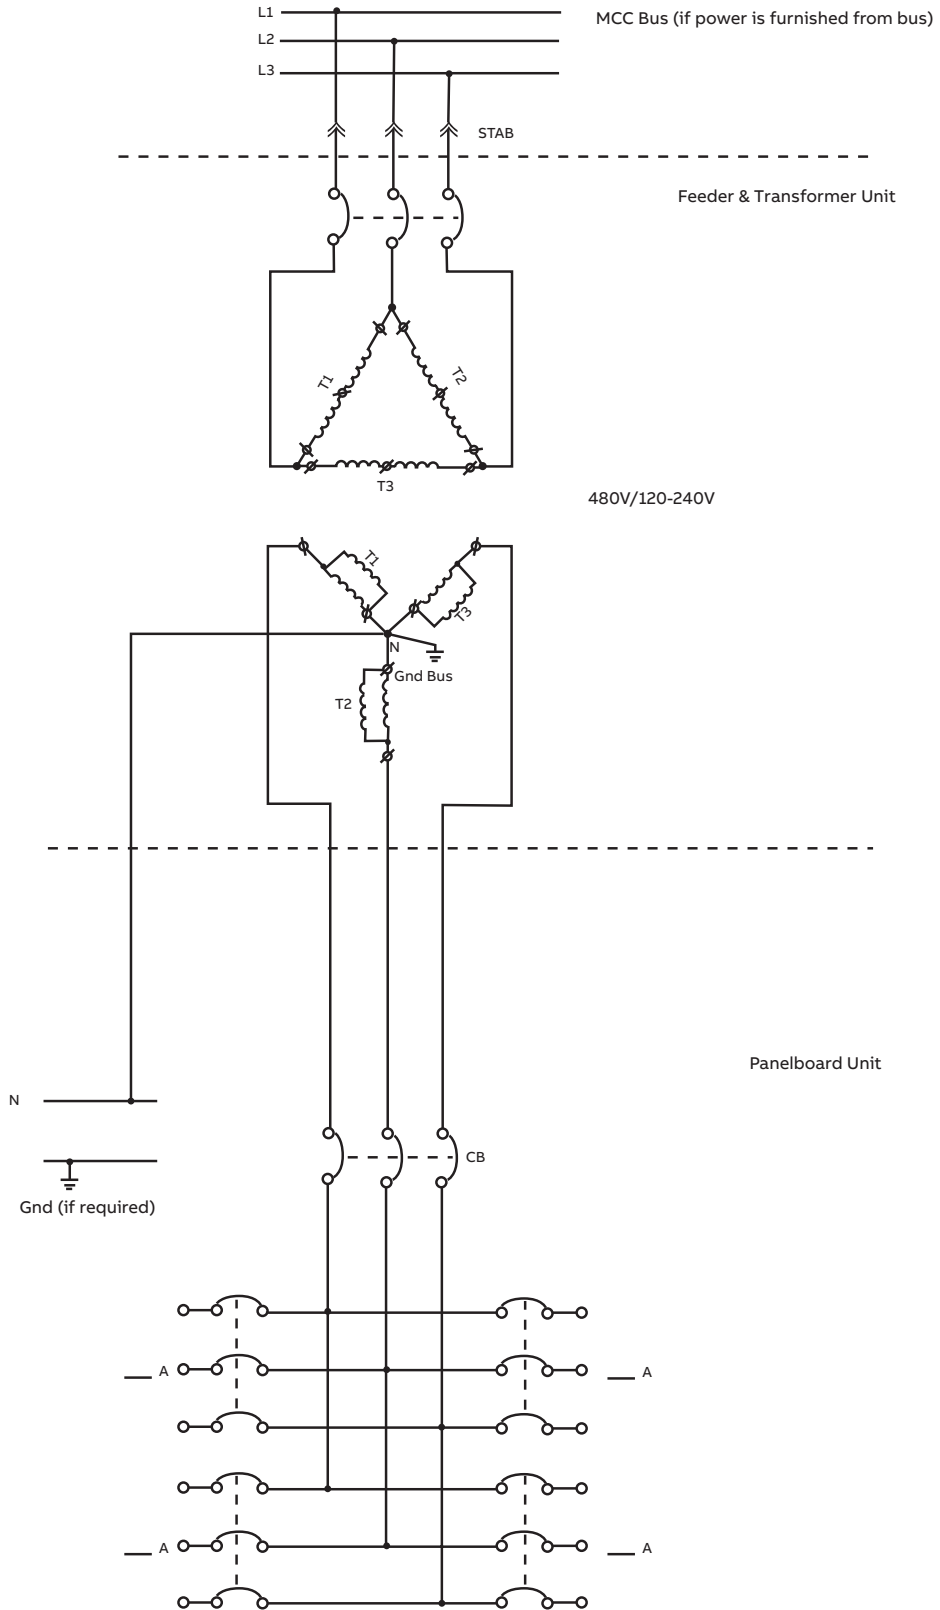 L1
MCC Bus (if power is furnished from bus)
L2
L3
STAB
Feeder & Transformer Unit
T1
T2
T3
480V/120-240V
T1
T3
N
Gnd Bus
T2
Panelboard Unit
N
CB
Gnd (if required)
A
A
A
A